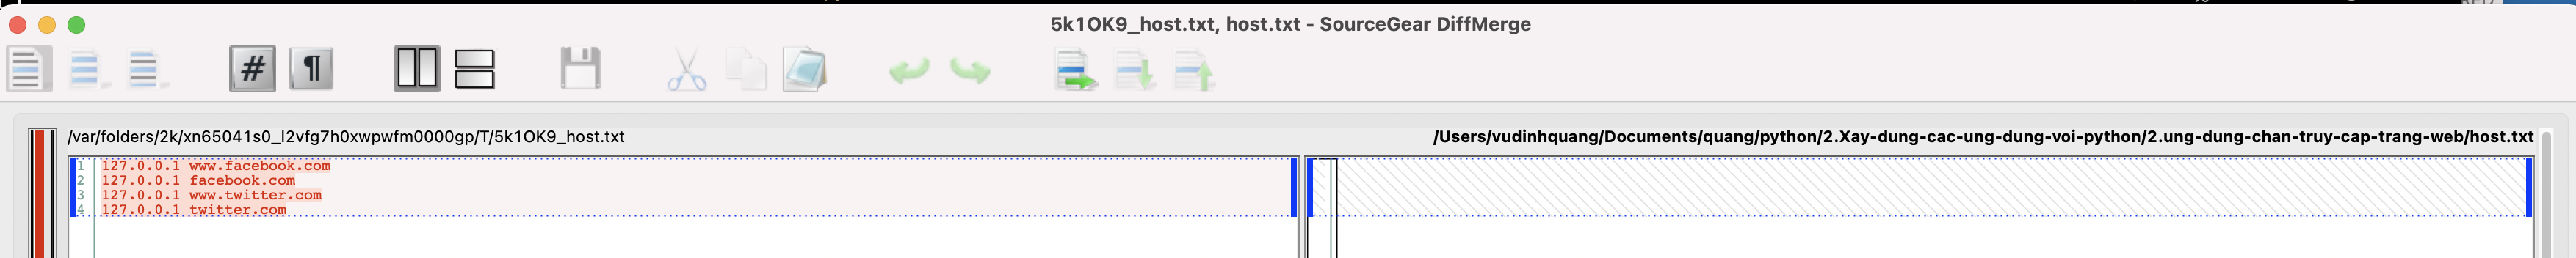 5k1OK9_host.txt, host.txt - SourceGear DiffMerge
# ¶
/var/folders/2k/xn65041s0_l2vfg7h0xwpwfm0000gp/T/5k1OK9_host.txt
/Users/vudinhquang/Documents/quang/python/2.Xay-dung-cac-ung-dung-voi-python/2.ung-dung-chan-truy-cap-trang-web/host.txt
1 127.0.0.1 www.facebook.com
2 127.0.0.1 facebook.com
3 127.0.0.1 www.twitter.com
4 127.0.0.1 twitter.com